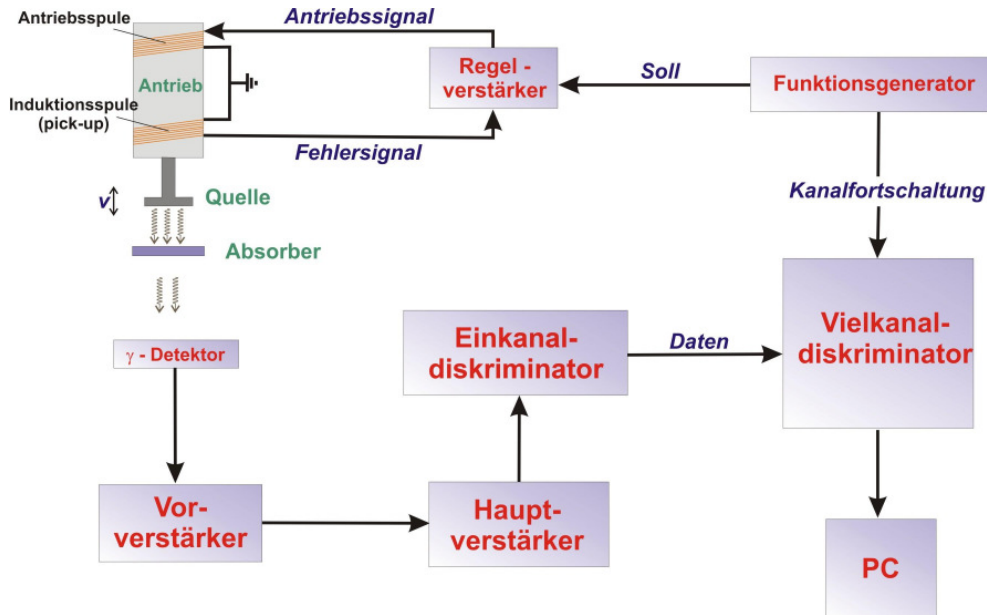 Antriebsspule
Antriebssignal
Antrieb
Regel -
verstärker
Soll
Funktionsgenerator
Induktionsspule
(pick-up)
Fehlersignal
v
Quelle
Kanalfortschaltung
Absorber
γ - Detektor
Einkanal-
diskriminator
Daten
Vielkanal-
diskriminator
Vor-
verstärker
Haupt-
verstärker
PC